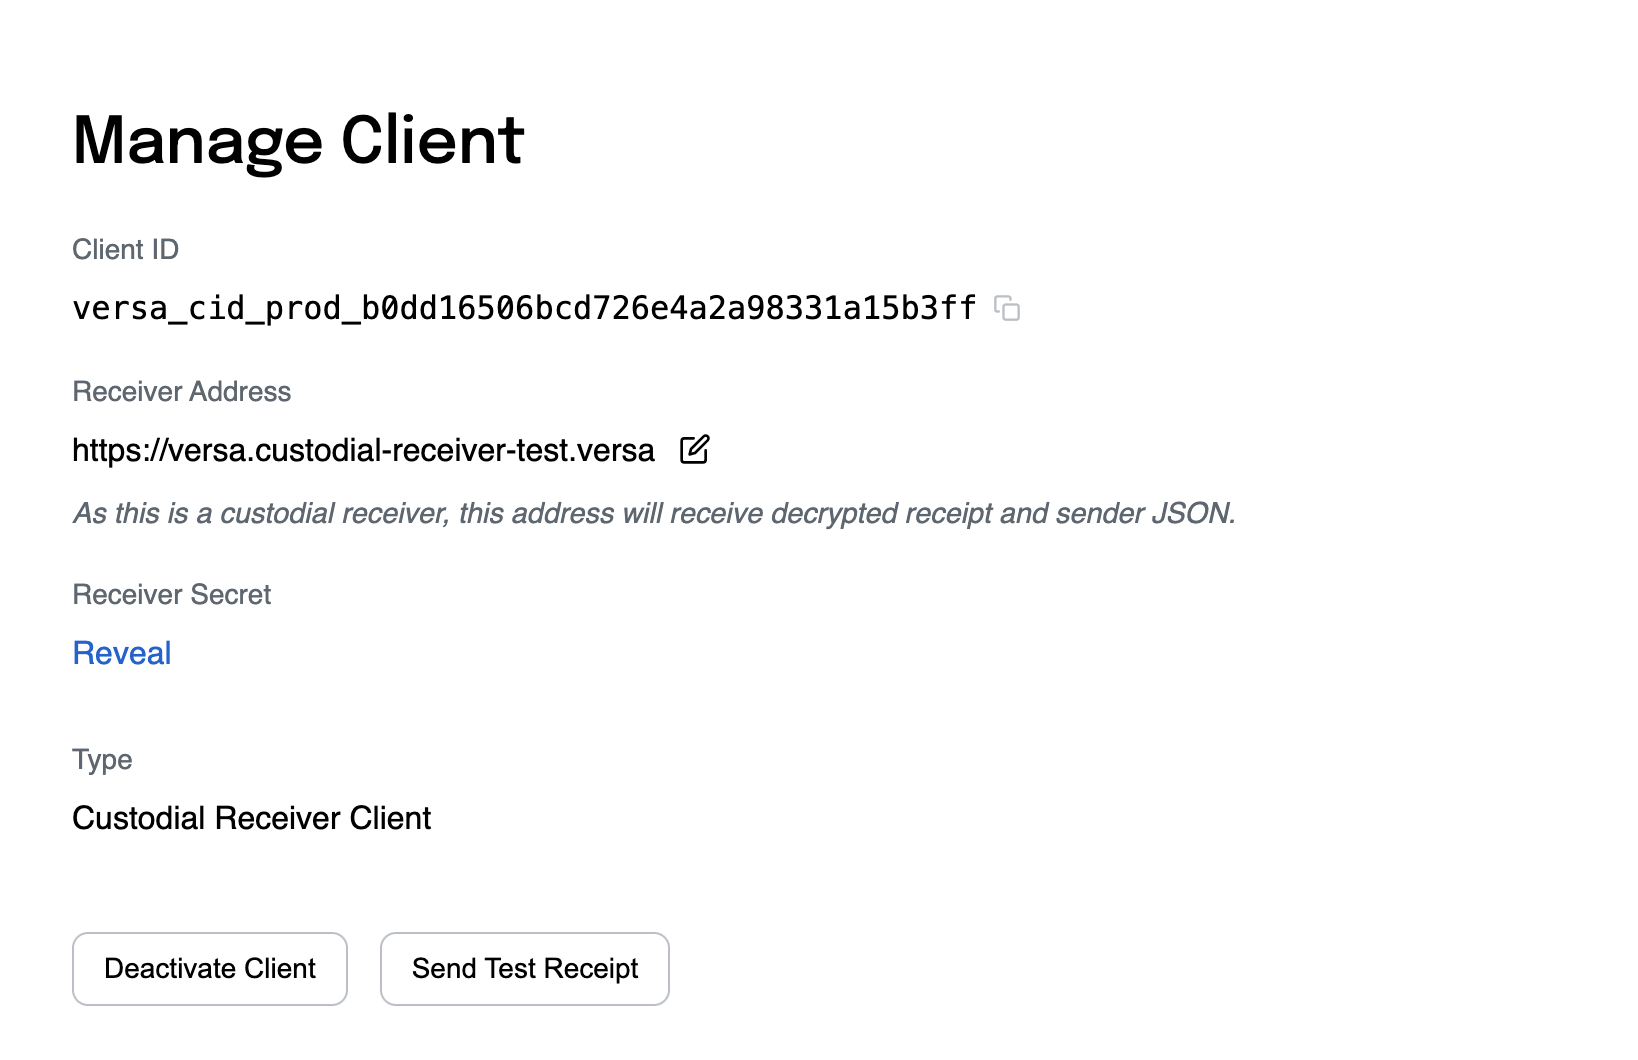 Manage Client
Client ID
versa_cid_prod_b0dd16506bcd726e4a2a98331a15b3ff
Receiver Address
https://versa.custodial-receiver-test.versa
As this is a custodial receiver, this address will receive decrypted receipt and sender JSON.
Receiver Secret
Reveal
Type
Custodial Receiver Client
Deactivate Client
Send Test Receipt